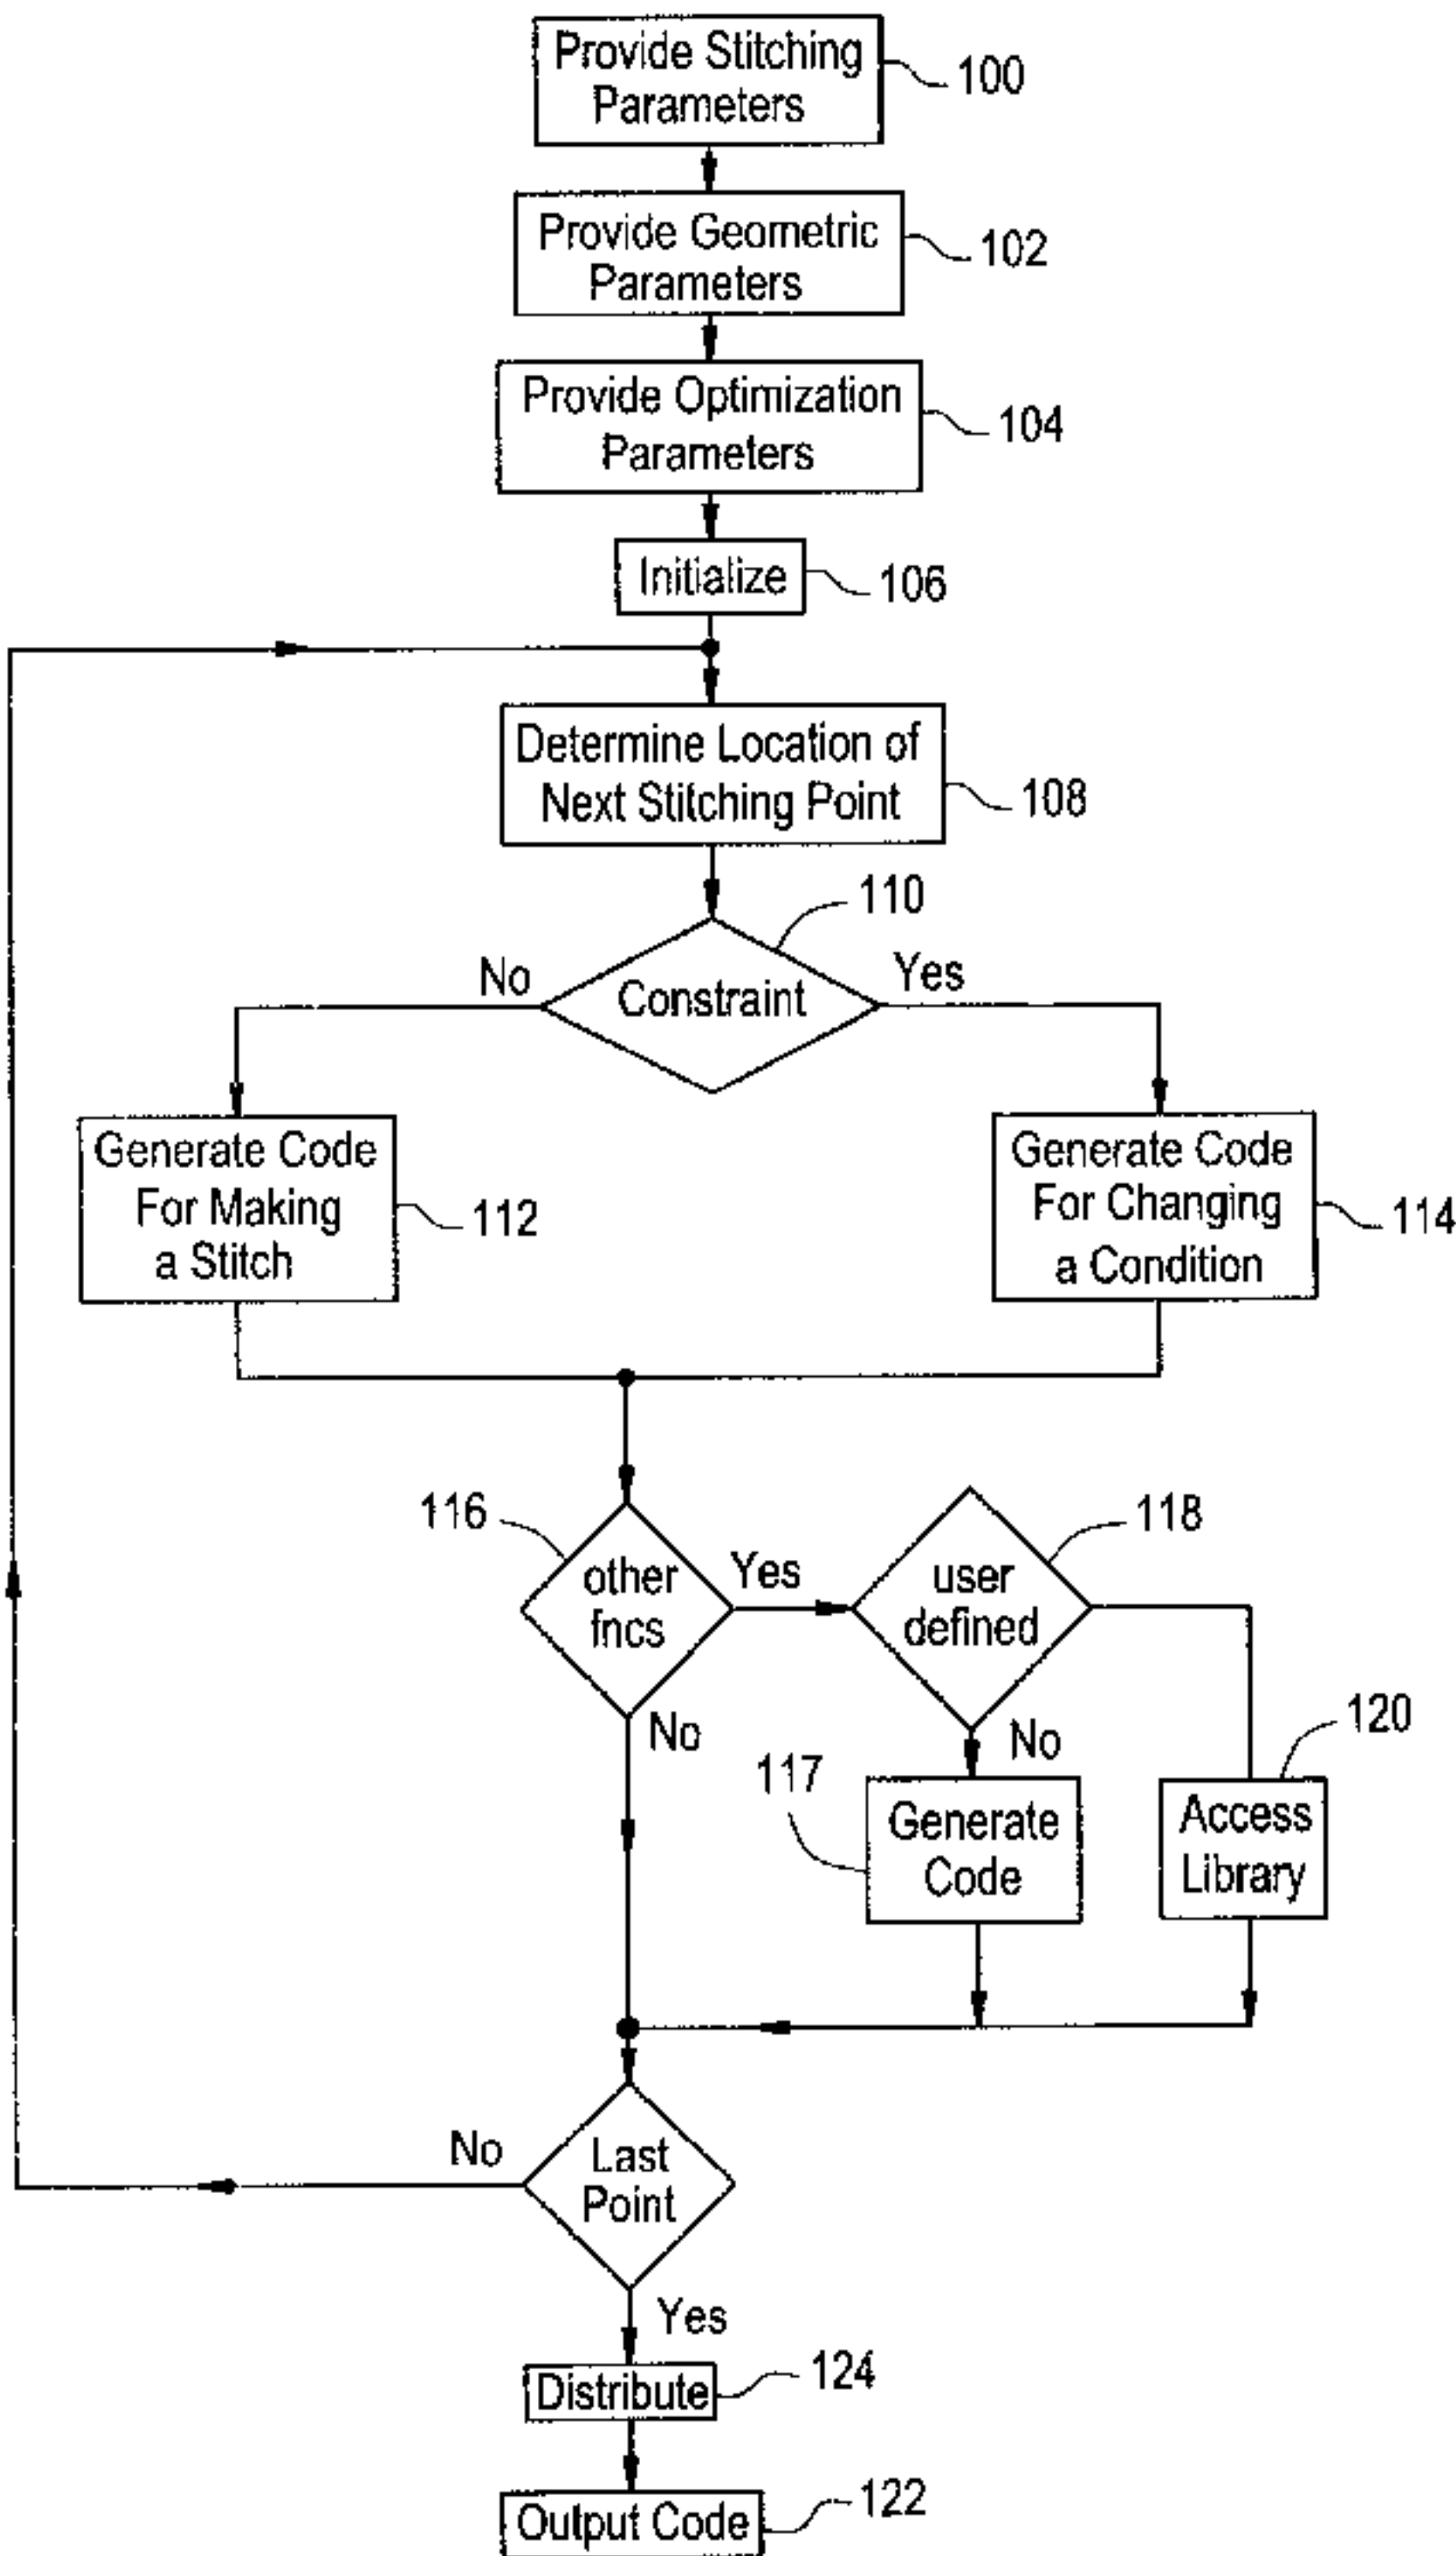 Provide Stitching
Parameters
100
Provide Geometric
Parameters
102
Provide Optimization
Parameters
104
Initialize
106
Determine Location of
Next Stitching Point
108
110
No
Constraint
Yes
Generate Code
For Making
a Stitch
112
Generate Code
For Changing
a Condition
114
116
other
fncs
Yes
user
defined
118
No
No
117
Generate
Code
120
Access
Library
No
Last
Point
Yes
Distribute
124
Output Code
122